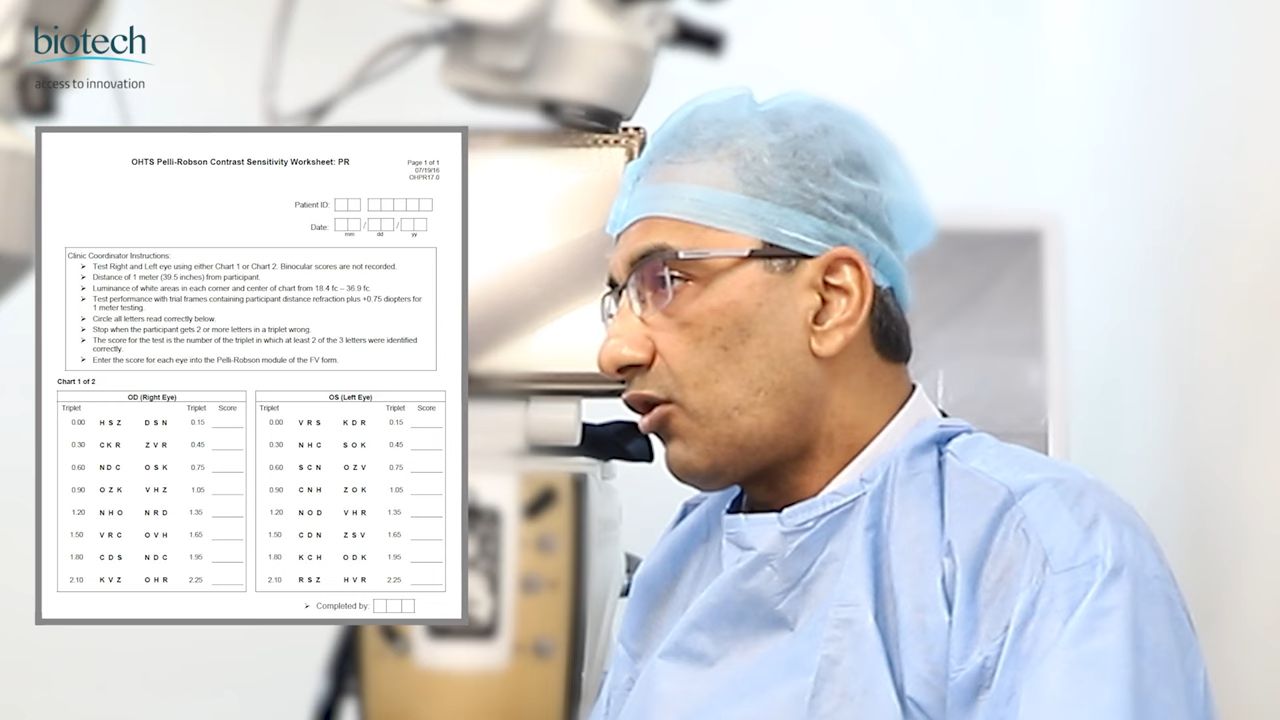 biotech
access to innovation
OHTS Pelli-Robson Contrast Sensitivity Worksheet: PR
Page 1 of 1
07/19/16
OHPR17.0
Patient ID:
Date: / /
mm dd yy
Clinic Coordinator Instructions:
➢ Test Right and Left eye using either Chart 1 or Chart 2. Binocular scores are not recorded.
➢ Distance of 1 meter (39.5 inches) from participant.
➢ Luminance of white areas in each corner and center of chart from 18.4 fc – 36.9 fc.
➢ Test performance with trial frames containing participant distance refraction plus +0.75 diopters for
1 meter testing.
➢ Circle all letters read correctly below.
➢ Stop when the participant gets 2 or more letters in a triplet wrong.
➢ The score for the test is the number of the triplet in which at least 2 of the 3 letters were identified
correctly.
➢ Enter the score for each eye into the Pelli-Robson module of the FV form.
Chart 1 of 2
OD (Right Eye)
Triplet Triplet Score
0.00 H S Z D S N 0.15
0.30 C K R Z V R 0.45
0.60 N D C O S K 0.75
0.90 O Z K V H Z 1.05
1.20 N H O N R D 1.35
1.50 V R C O V H 1.65
1.80 C D S N D C 1.95
2.10 K V Z O H R 2.25
OS (Left Eye)
Triplet Triplet Score
0.00 V R S K D R 0.15
0.30 N H C S O K 0.45
0.60 S C N O Z V 0.75
0.90 C N H Z O K 1.05
1.20 N O D V H R 1.35
1.50 C D N Z S V 1.65
1.80 K C H O D K 1.95
2.10 R S Z H V R 2.25
➢ Completed by: